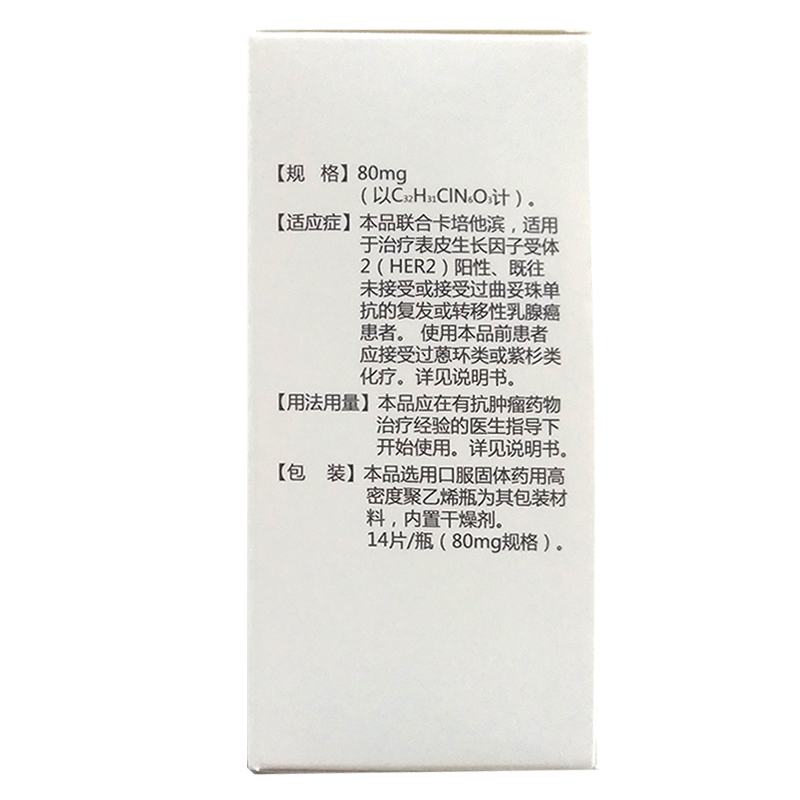 【规 格】80mg
（以C₃₂H₃₁ClN₆O₃计）。
【适应症】本品联合卡培他滨，适用
于治疗表皮生长因子受体
2（HER2）阳性、既往
未接受或接受过曲妥珠单
抗的复发或转移性乳腺癌
患者。 使用本品前患者
应接受过蒽环类或紫杉类
化疗。详见说明书。
【用法用量】本品应在有抗肿瘤药物
治疗经验的医生指导下
开始使用。详见说明书。
【包 装】本品选用口服固体药用高
密度聚乙烯瓶为其包装材
料，内置干燥剂。
14片/瓶（80mg规格）。